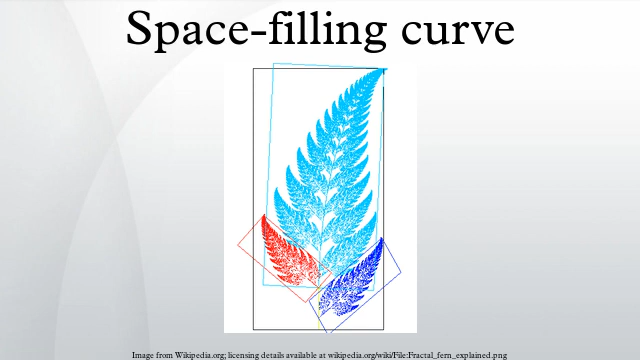 Space-filling curve
Image from Wikipedia.org; licensing details available at wikipedia.org/wiki/File:Fractal_fern_explained.png